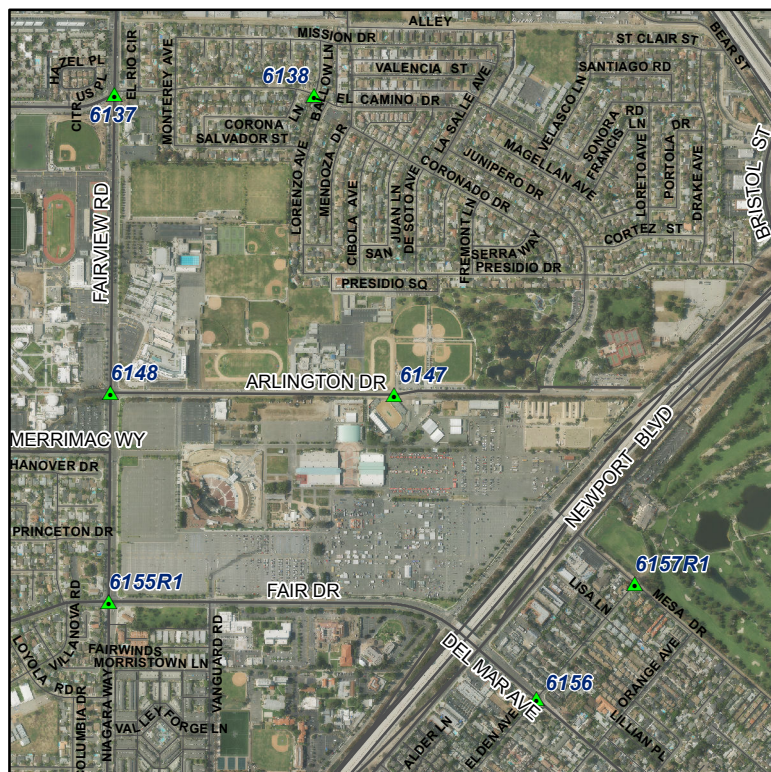 ALLEY
MISSION DR
ST CLAIR ST
BEAR ST
HAZEL PL
EL RIO CIR
MONTEREY AVE
BALLOW LN
VALENCIA ST
SANTIAGO RD
6138
CITRUS PL
6137
EL CAMINO DR
LA SALLE AVE
VELASCO LN
CORONA LN
SALVADOR ST
SONORA RD
FRANCIS LN
PORTOLA DR
MAGELLAN AVE
JUNIPERO DR
CORONADO DR
LORENZO AVE
MENDOZA DR
CIBOLA AVE
SAN JUAN LN
DE SOTO AVE
FREMONT LN
LORETO AVE
DRAKE AVE
BRISTOL ST
CORTEZ ST
SERRA WAY
PRESIDIO DR
PRESIDIO SQ
FAIRVIEW RD
6148
ARLINGTON DR
6147
MERRIMAC WY
HANOVER DR
NEWPORT BLVD
PRINCETON DR
6155R1
FAIR DR
6157R1
LISA LN
MESA DR
VILLANOVA RD
LOYOLA RD
FAIRWINDS
MORRISTOWN LN
VANGUARD RD
DEL MAR AVE
ORANGE AVE
6156
COLUMBIA DR
NIAGARA WAY
VALLEY FORGE LN
ALDER LN
ELDEN AVE
LILLIAN PL